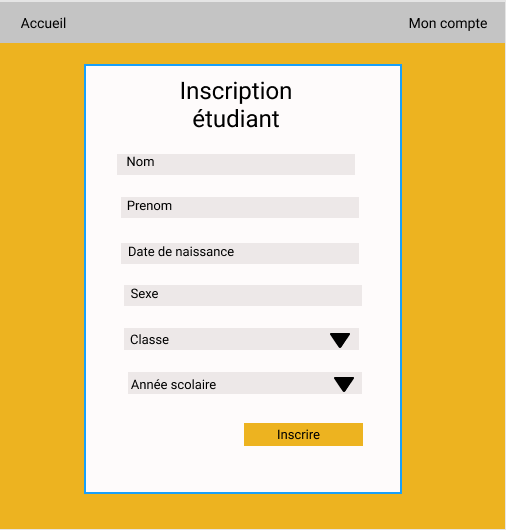 Accueil
Mon compte
Inscription
étudiant
Nom
Prenom
Date de naissance
Sexe
Classe
Année scolaire
Inscrire